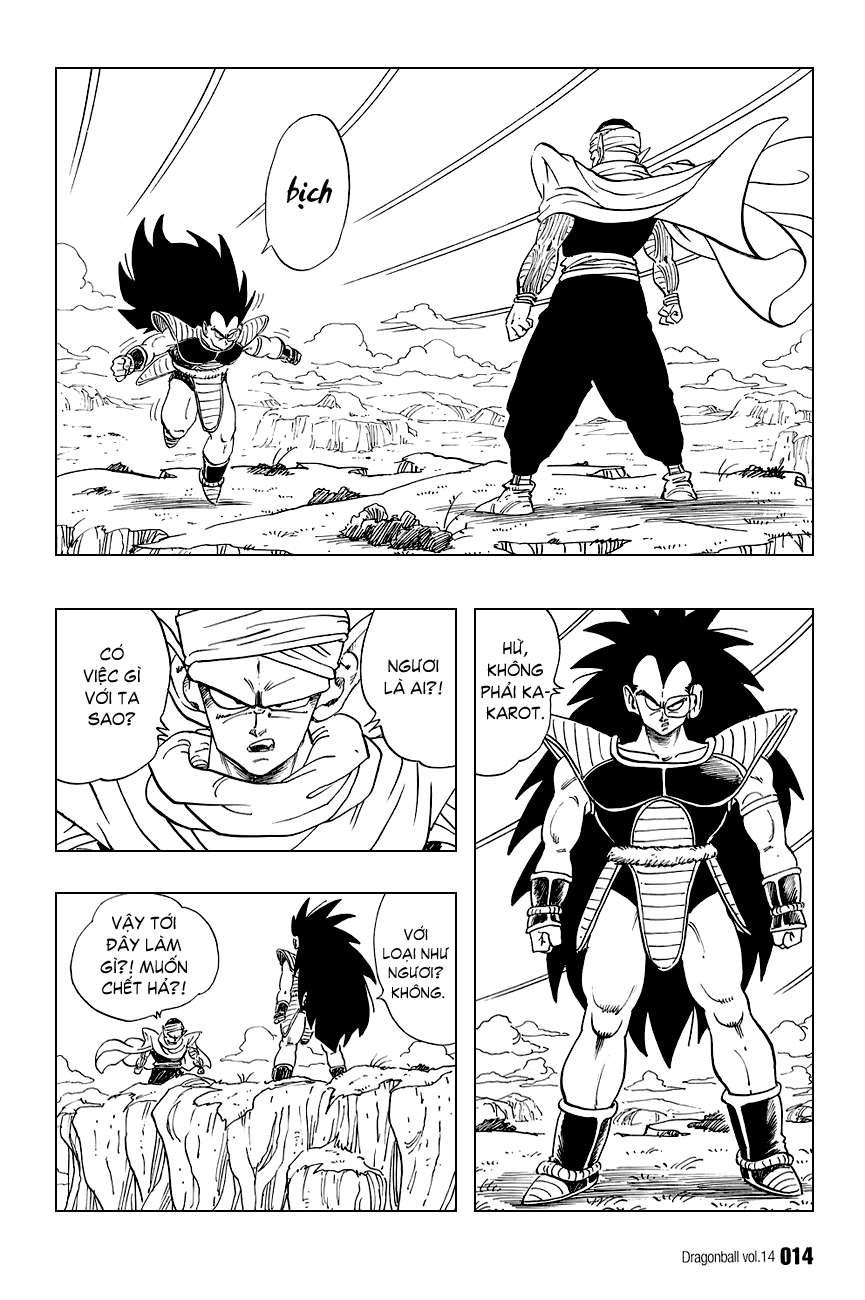 bịch
HỪ,
KHÔNG
PHẢI KA-
KAROT.
NGƯƠI
LÀ AI?!
CÓ
VIỆC GÌ
VỚI TA
SAO?
VỚI
LOẠI NHƯ
NGƯƠI?
KHÔNG.
VẬY TỚI
ĐÂY LÀM
GÌ?! MUỐN
CHẾT HẢ?!
Dragonball vol.14 014